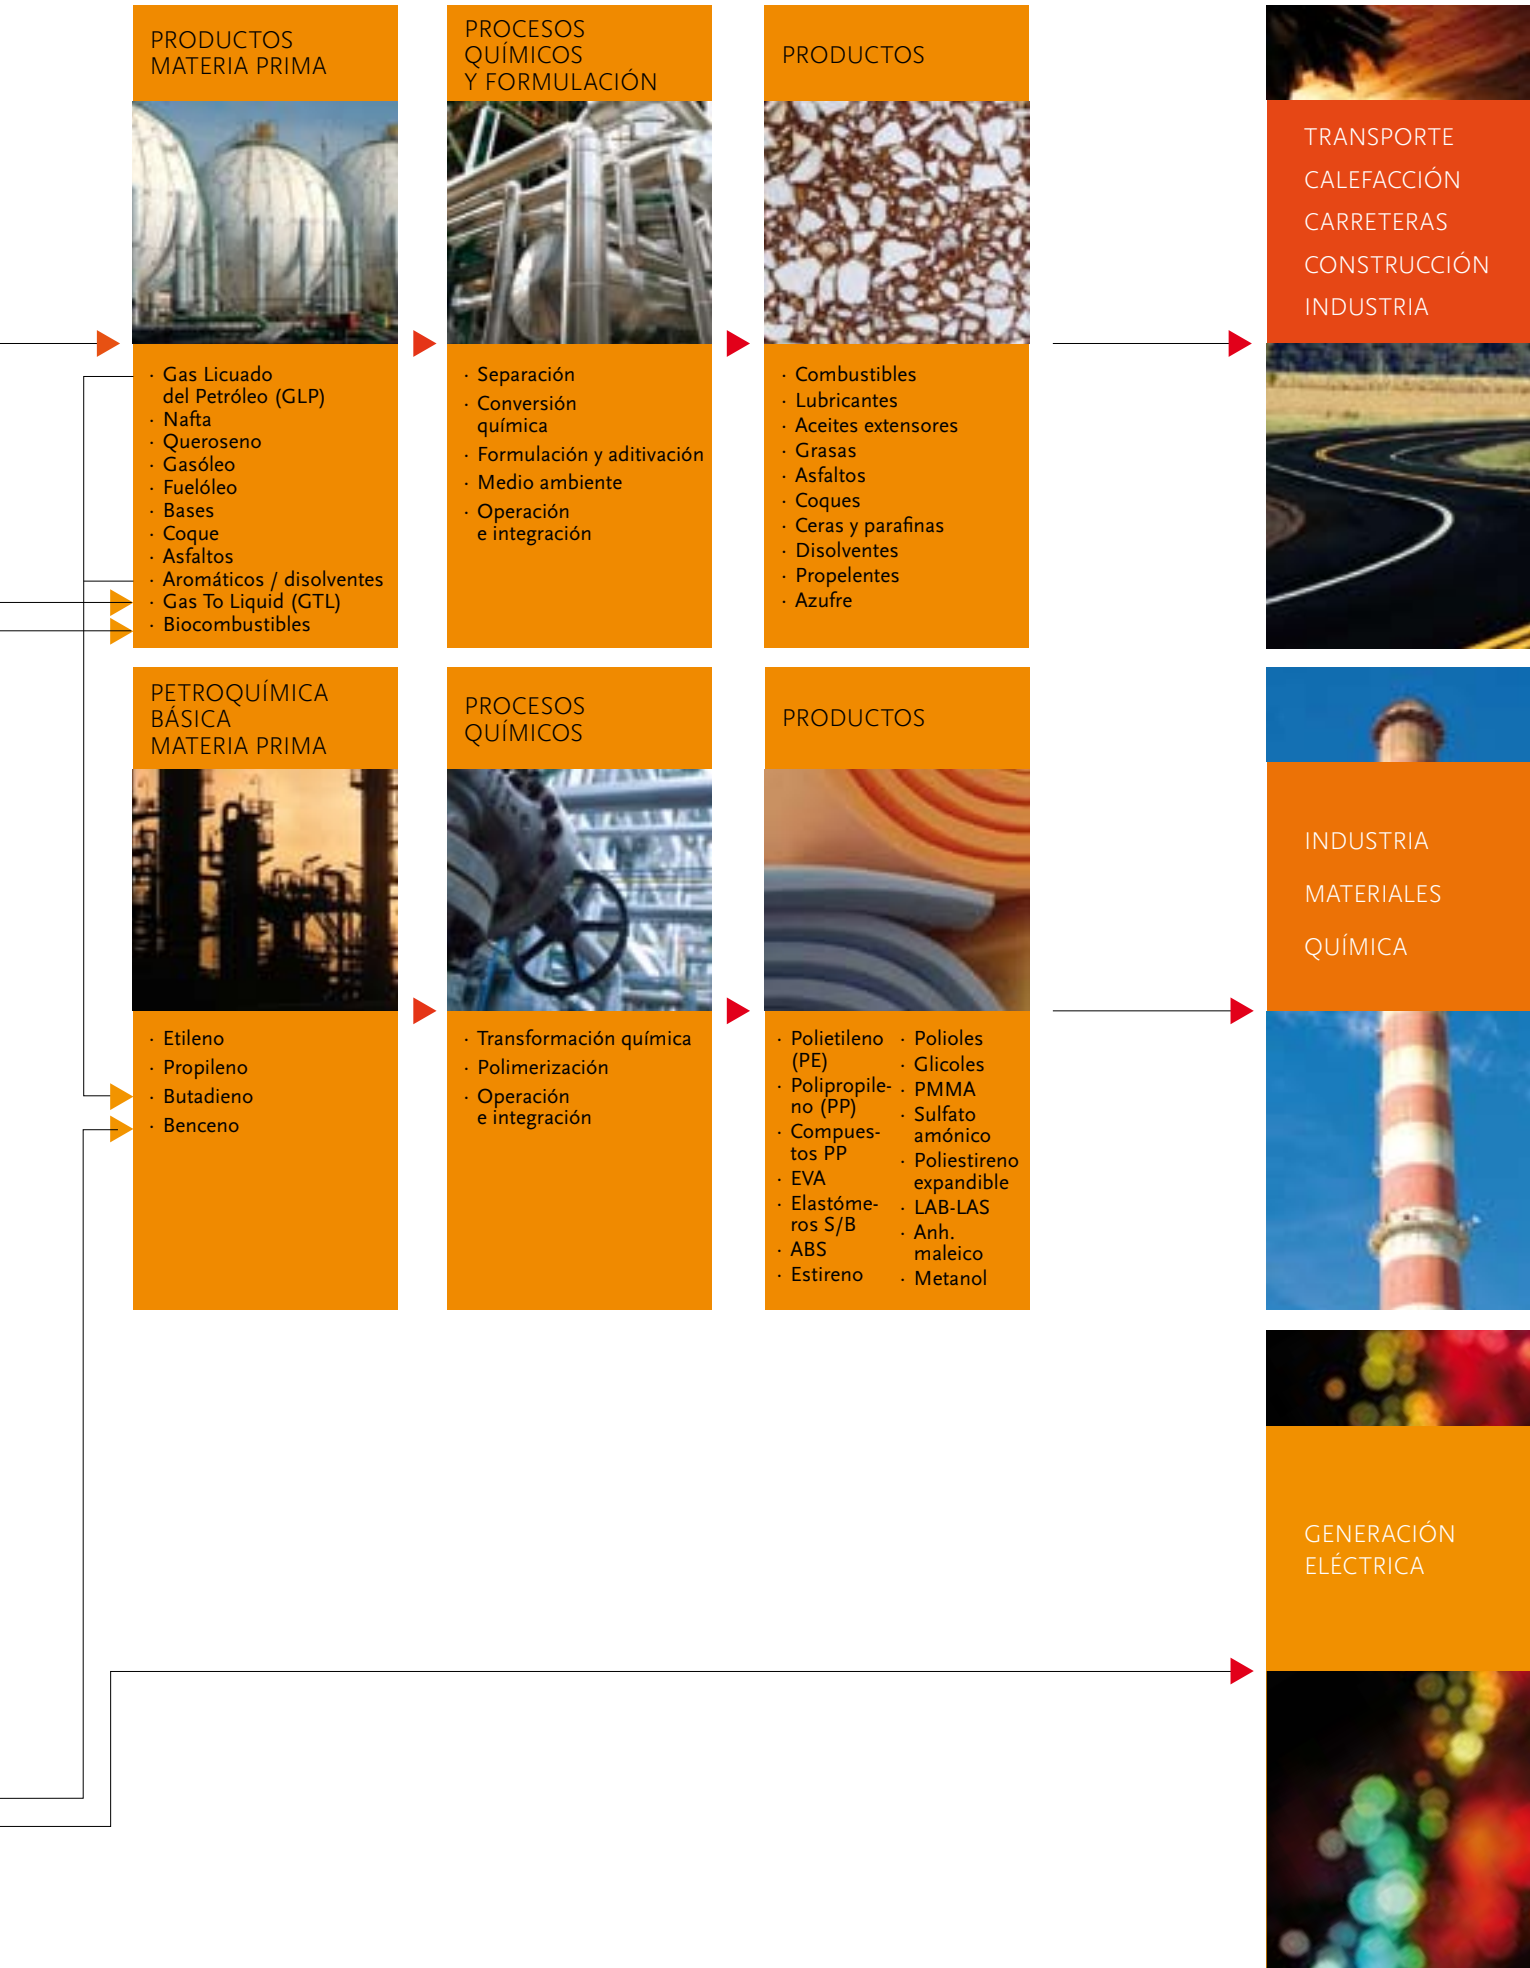 PRODUCTOS
MATERIA PRIMA
· Gas Licuado
del Petróleo (GLP)
· Nafta
· Queroseno
· Gasóleo
· Fuelóleo
· Bases
· Coque
· Asfaltos
· Aromáticos / disolventes
· Gas To Liquid (GTL)
· Biocombustibles
PROCESOS
QUÍMICOS
Y FORMULACIÓN
· Separación
· Conversión
química
· Formulación y aditivación
· Medio ambiente
· Operación
e integración
PRODUCTOS
· Combustibles
· Lubricantes
· Aceites extensores
· Grasas
· Asfaltos
· Coques
· Ceras y parafinas
· Disolventes
· Propelentes
· Azufre
TRANSPORTE
CALEFACCIÓN
CARRETERAS
CONSTRUCCIÓN
INDUSTRIA
PETROQUÍMICA
BÁSICA
MATERIA PRIMA
· Etileno
· Propileno
· Butadieno
· Benceno
PROCESOS
QUÍMICOS
· Transformación química
· Polimerización
· Operación
e integración
PRODUCTOS
· Polietileno
(PE)
· Polipropile-
no (PP)
· Compues-
tos PP
· EVA
· Elastóme-
ros S/B
· ABS
· Estireno
· Polioles
· Glicoles
· PMMA
· Sulfato
amónico
· Poliestireno
expandible
· LAB-LAS
· Anh.
maleico
· Metanol
INDUSTRIA
MATERIALES
QUÍMICA
GENERACIÓN
ELÉCTRICA